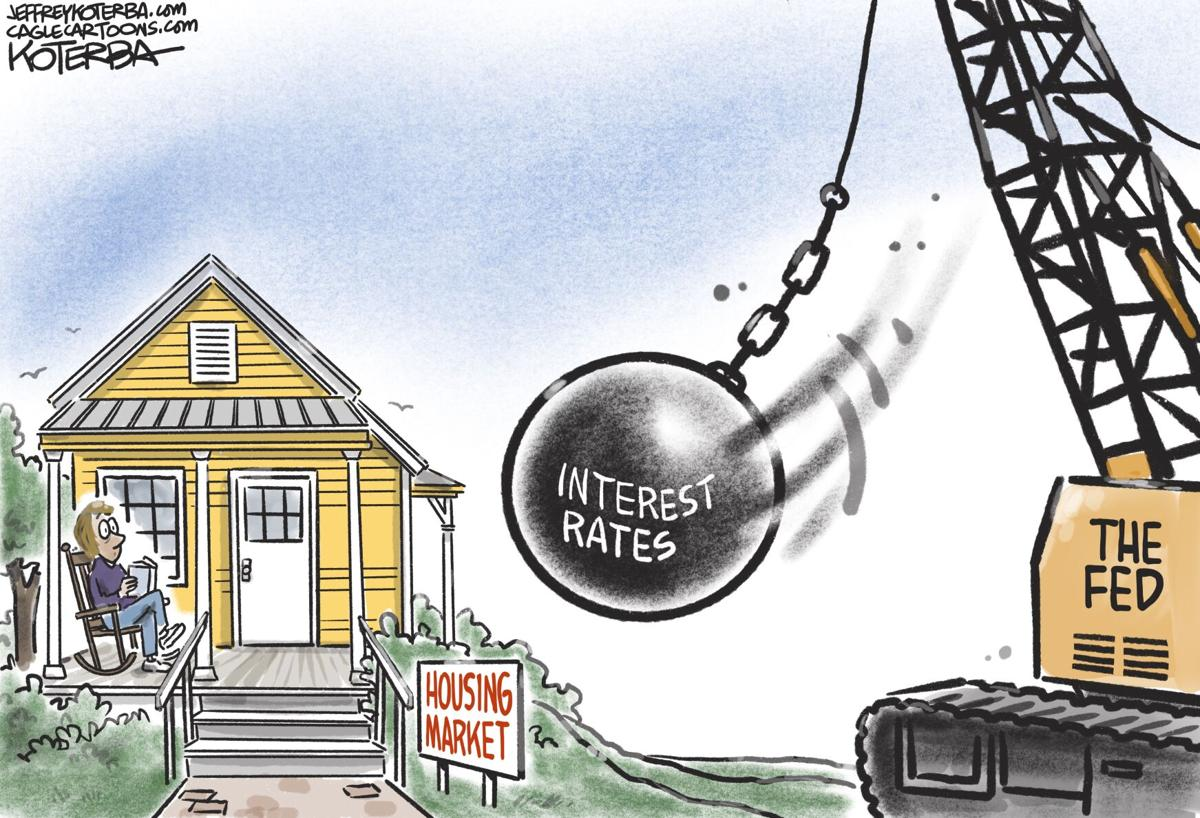 JEFFREYKOTERBA.com
CAGLECARTOONS.com
KOTERBA
INTEREST
RATES
THE
FED
HOUSING
MARKET